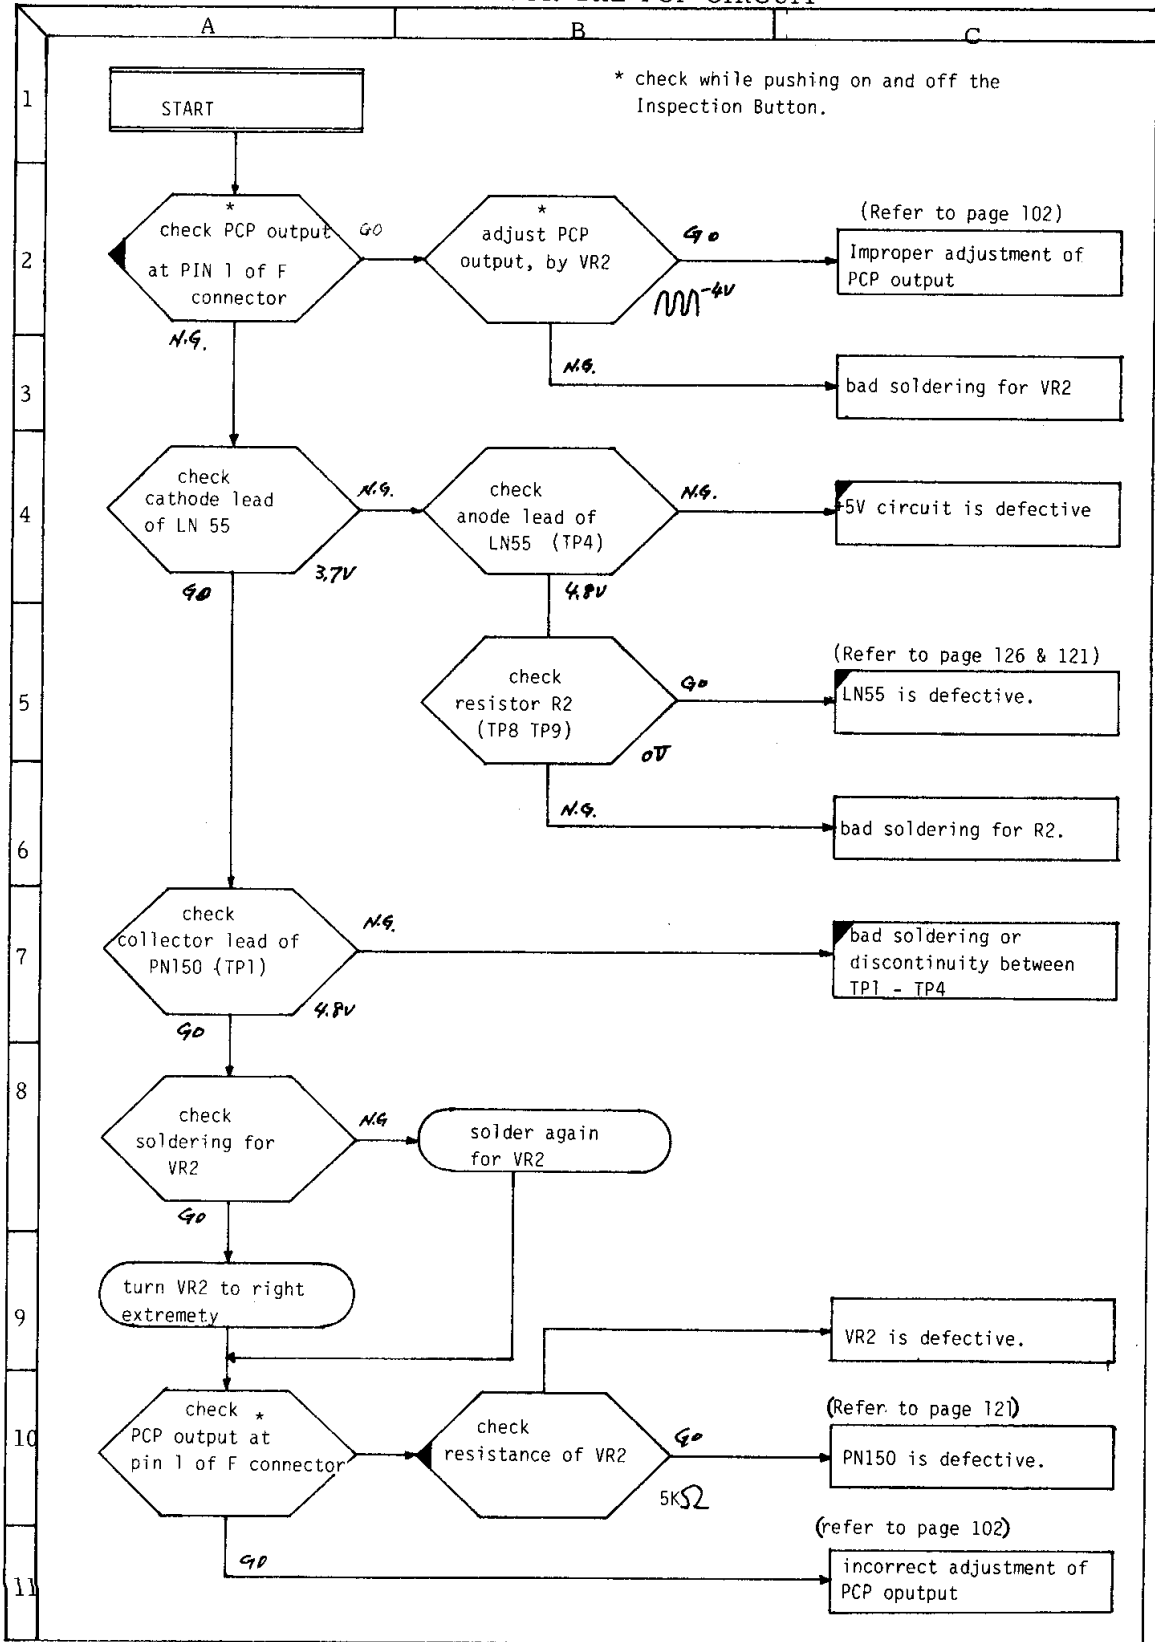 A B C
1
START
* check while pushing on and off the
Inspection Button.
2
*
check PCP output
at PIN 1 of F
connector
GO
N.G.
*
adjust PCP
output, by VR2
GO
-4V
(Refer to page 102)
Improper adjustment of
PCP output
3
N.G.
bad soldering for VR2
4
check
cathode lead
of LN 55
N.G.
3,7V
GO
check
anode lead of
LN55 (TP4)
N.G.
4.8V
+5V circuit is defective
5
check
resistor R2
(TP8 TP9)
GO
0V
(Refer to page 126 & 121)
LN55 is defective.
6
N.G.
bad soldering for R2.
7
check
collector lead of
PN150 (TP1)
N.G.
4.8V
GO
bad soldering or
discontinuity between
TP1 - TP4
8
check
soldering for
VR2
N.G
GO
solder again
for VR2
9
turn VR2 to right
extremety
VR2 is defective.
10
check *
PCP output at
pin 1 of F connector
check
resistance of VR2
GO
5KΩ
(Refer to page 121)
PN150 is defective.
11
GO
(refer to page 102)
incorrect adjustment of
PCP oputput